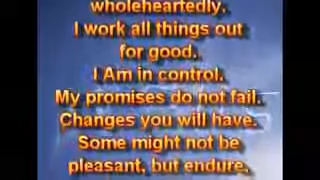 wholeheartedly.
I work all things out
for good.
I Am in control.
My promises do not fail.
Changes you will have.
Some might not be
pleasant, but endure.